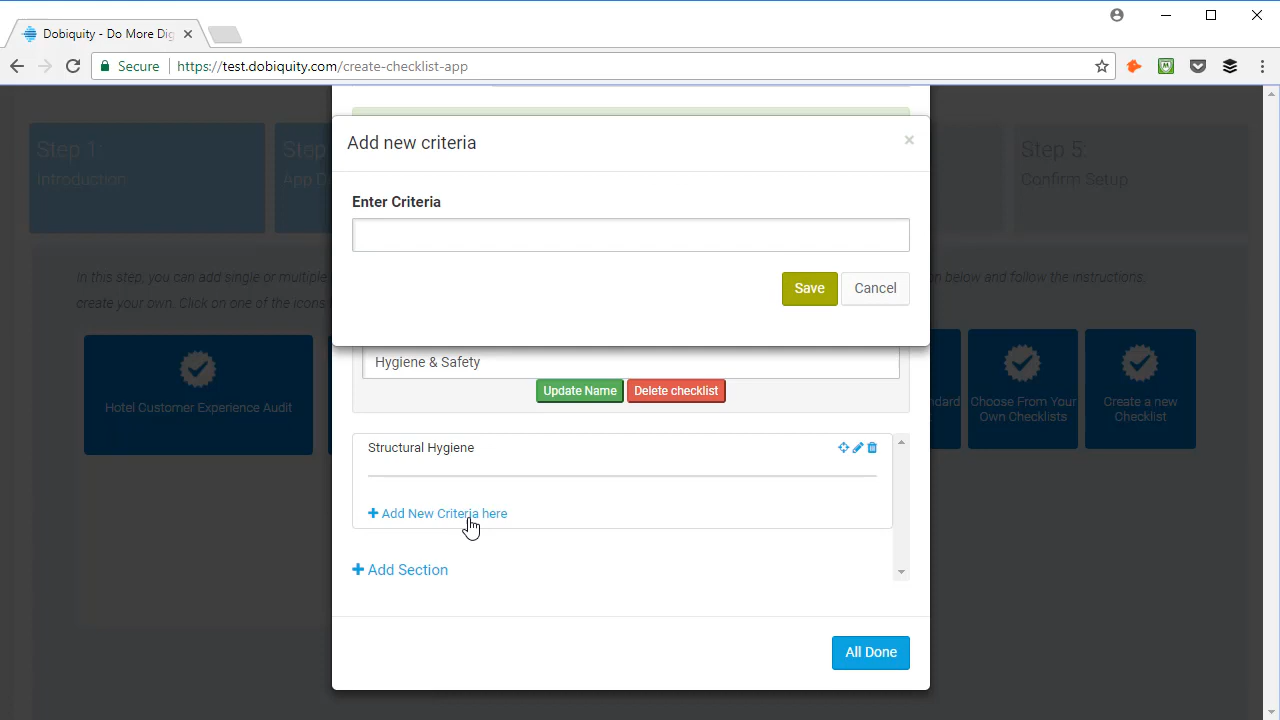 Dobiquity - Do More Dig
Secure https://test.dobiquity.com/create-checklist-app
Add new criteria
×
Step 1:
Introduction
Step
App D
Step 5:
Confirm Setup
Enter Criteria
Save
Cancel
In this step, you can add single or multiple
n below and follow the instructions.
create your own. Click on one of the icons
Hygiene & Safety
Update Name
Delete checklist
Hotel Customer Experience Audit
ndard
Choose From Your
Own Checklists
Create a new
Checklist
Structural Hygiene
Add New Criteria here
Add Section
All Done